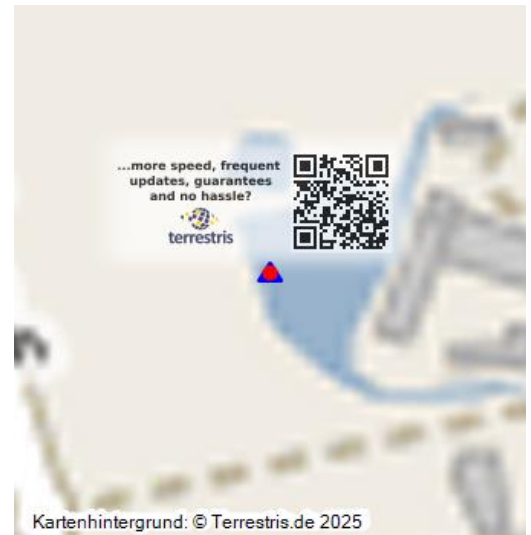 ...more speed, frequent
updates, guarantees
and no hassle?
terrestris
Kartenhintergrund: © Terrestris.de 2025